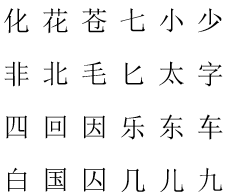 化 花 苍 七 小 少
非 北 毛 匕 太 字
四 回 因 乐 东 车
白 国 囚 几 儿 九